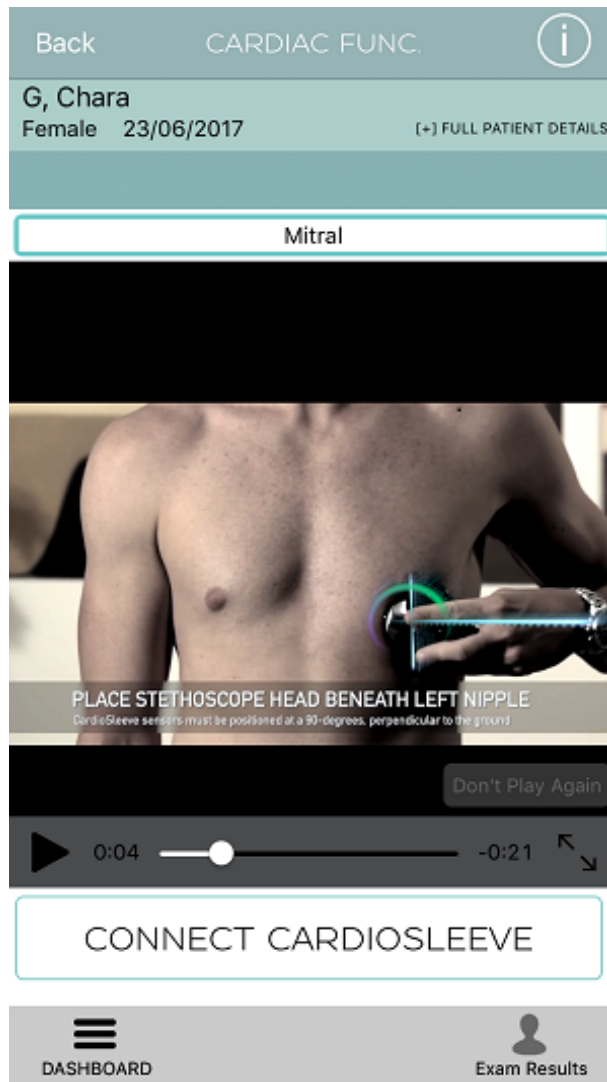 Back CARDIAC FUNC. i
G, Chara
Female 23/06/2017 [+] FULL PATIENT DETAILS
Mitral
PLACE STETHOSCOPE HEAD BENEATH LEFT NIPPLE
CardioSleeve sensors must be positioned at a 90-degrees, perpendicular to the ground
Don't Play Again
0:04 -0:21
CONNECT CARDIOSLEEVE
DASHBOARD Exam Results